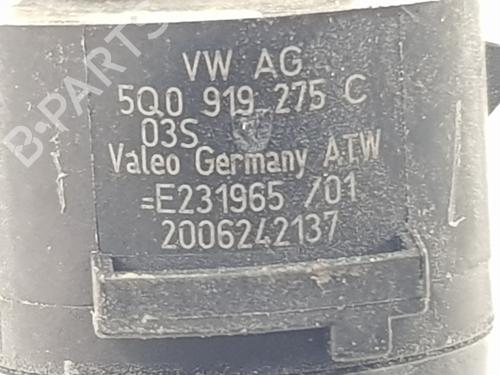 B-PARTS
VW AG
5Q0 919 275 C
03S
Valeo Germany ATW
=E231965 /01
2006242137